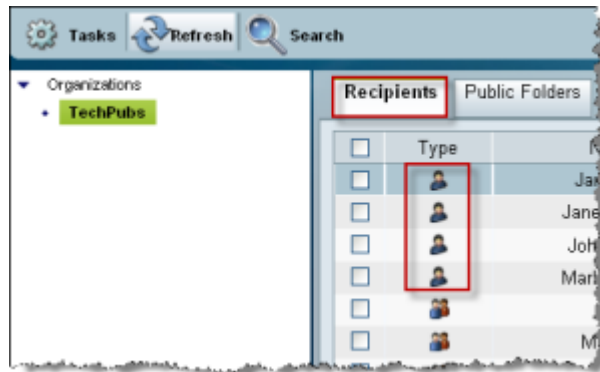 Tasks Refresh Search
Organizations
TechPubs
Recipients Public Folders
Type
Jane